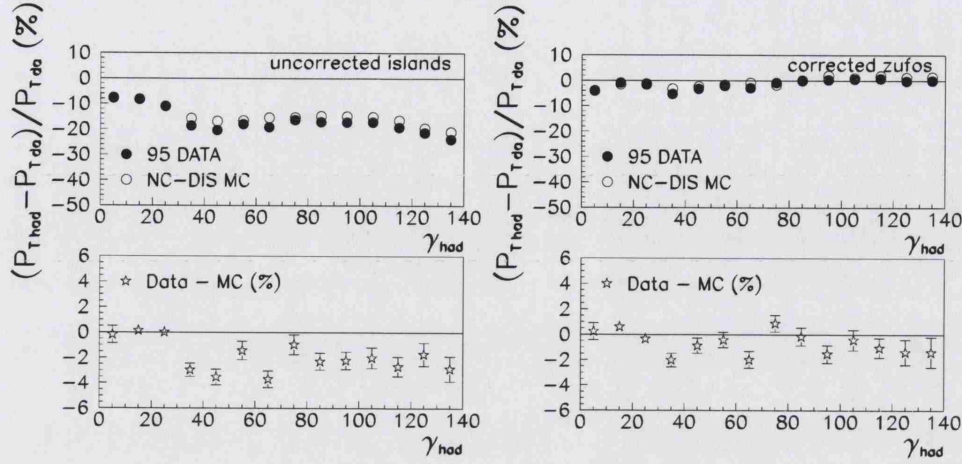 (P_T had − P_T da)/P_T da (%)
10
0
−10
−20
−30
−40
−50
uncorrected islands
● 95 DATA
○ NC−DIS MC
0 20 40 60 80 100 120 140
γhad
6
4
2
0
−2
−4
−6
☆ Data − MC (%)
0 20 40 60 80 100 120 140
γhad
(P_T had − P_T da)/P_T da (%)
10
0
−10
−20
−30
−40
−50
corrected zufos
● 95 DATA
○ NC−DIS MC
0 20 40 60 80 100 120 140
γhad
6
4
2
0
−2
−4
−6
☆ Data − MC (%)
0 20 40 60 80 100 120 140
γhad